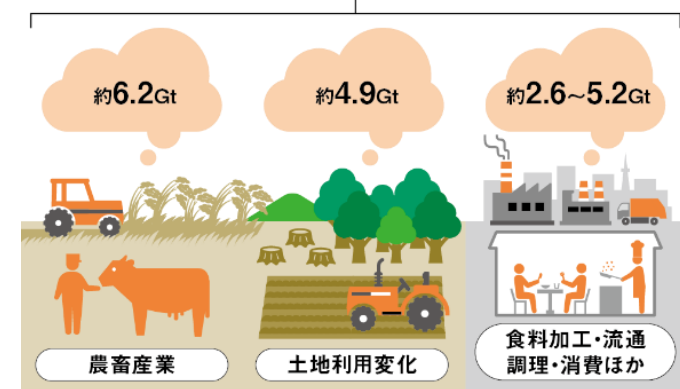 約6.2Gt
約4.9Gt
約2.6〜5.2Gt
農畜産業
土地利用変化
食料加工・流通
調理・消費ほか